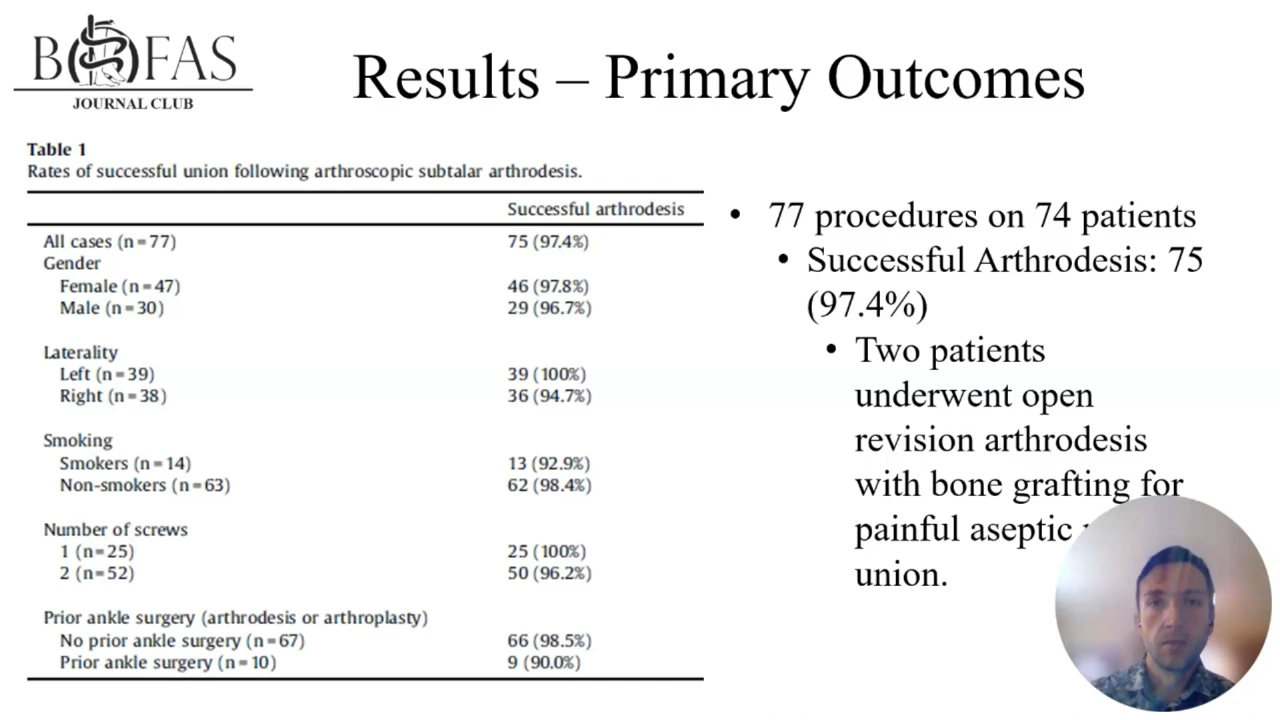 BOFAS
JOURNAL CLUB
Results – Primary Outcomes
Table 1
Rates of successful union following arthroscopic subtalar arthrodesis.
Successful arthrodesis
All cases (n=77) 75 (97.4%)
Gender
Female (n=47) 46 (97.8%)
Male (n=30) 29 (96.7%)
Laterality
Left (n=39) 39 (100%)
Right (n=38) 36 (94.7%)
Smoking
Smokers (n=14) 13 (92.9%)
Non-smokers (n=63) 62 (98.4%)
Number of screws
1 (n=25) 25 (100%)
2 (n=52) 50 (96.2%)
Prior ankle surgery (arthrodesis or arthroplasty)
No prior ankle surgery (n=67) 66 (98.5%)
Prior ankle surgery (n=10) 9 (90.0%)
• 77 procedures on 74 patients
• Successful Arthrodesis: 75
(97.4%)
• Two patients
underwent open
revision arthrodesis
with bone grafting for
painful aseptic
union.